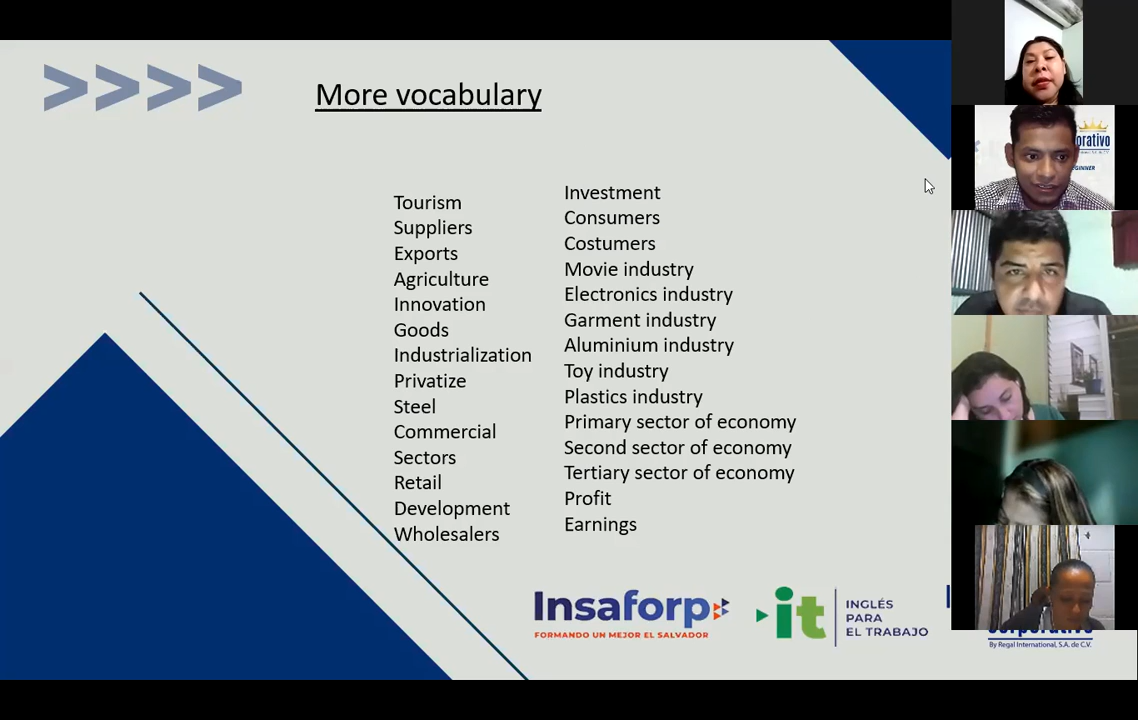 >>>>
More vocabulary
Tourism
Suppliers
Exports
Agriculture
Innovation
Goods
Industrialization
Privatize
Steel
Commercial
Sectors
Retail
Development
Wholesalers
Investment
Consumers
Costumers
Movie industry
Electronics industry
Garment industry
Aluminium industry
Toy industry
Plastics industry
Primary sector of economy
Second sector of economy
Tertiary sector of economy
Profit
Earnings
Insaforp
FORMANDO UN MEJOR EL SALVADOR
it
INGLÉS
PARA
EL TRABAJO
By Regal International, S.A. de C.V.